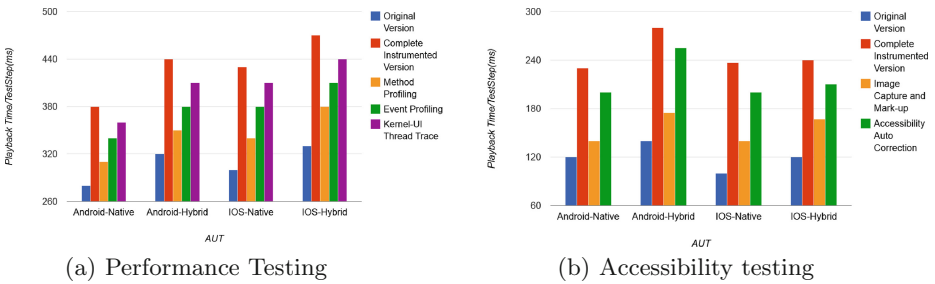 500
440
380
320
260
Playback Time/TestStep(ms)
Android-Native
Android-Hybrid
IOS-Native
IOS-Hybrid
AUT
Original
Version
Complete
Instrumented
Version
Method
Profiling
Event Profiling
Kernel-UI
Thread Trace
(a) Performance Testing
300
240
180
120
60
Playback Time/TestStep(ms)
Android-Native
Android-Hybrid
IOS-Native
IOS-Hybrid
AUT
Original
Version
Complete
Instrumented
Version
Image
Capture and
Mark-up
Accessibility
Auto
Correction
(b) Accessibility testing